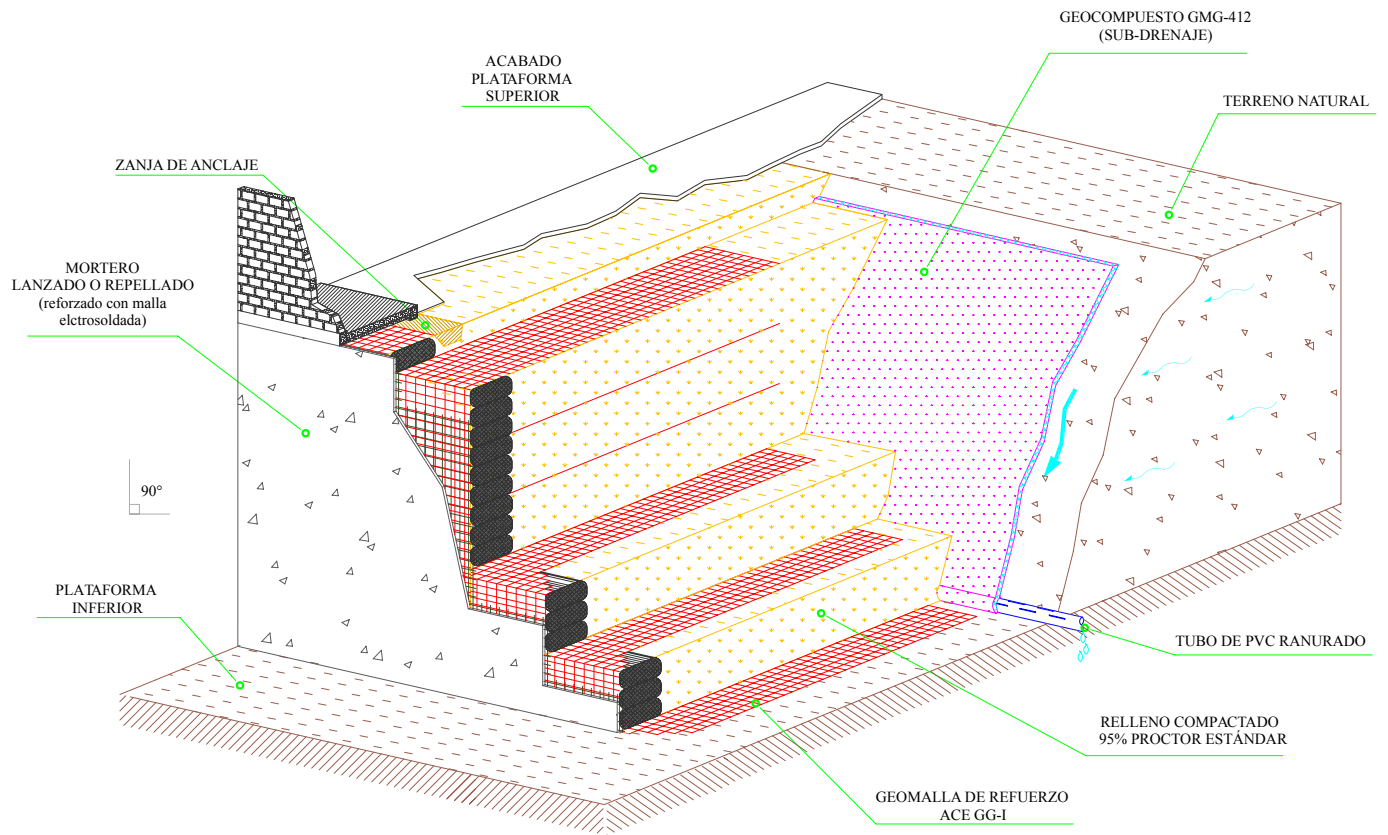 GEOCOMPUESTO GMG-412
(SUB-DRENAJE)
ACABADO
PLATAFORMA
SUPERIOR
TERRENO NATURAL
ZANJA DE ANCLAJE
MORTERO
LANZADO O REPELLADO
(reforzado con malla
elctrosoldada)
90°
PLATAFORMA
INFERIOR
TUBO DE PVC RANURADO
RELLENO COMPACTADO
95% PROCTOR ESTÁNDAR
GEOMALLA DE REFUERZO
ACE GG-I